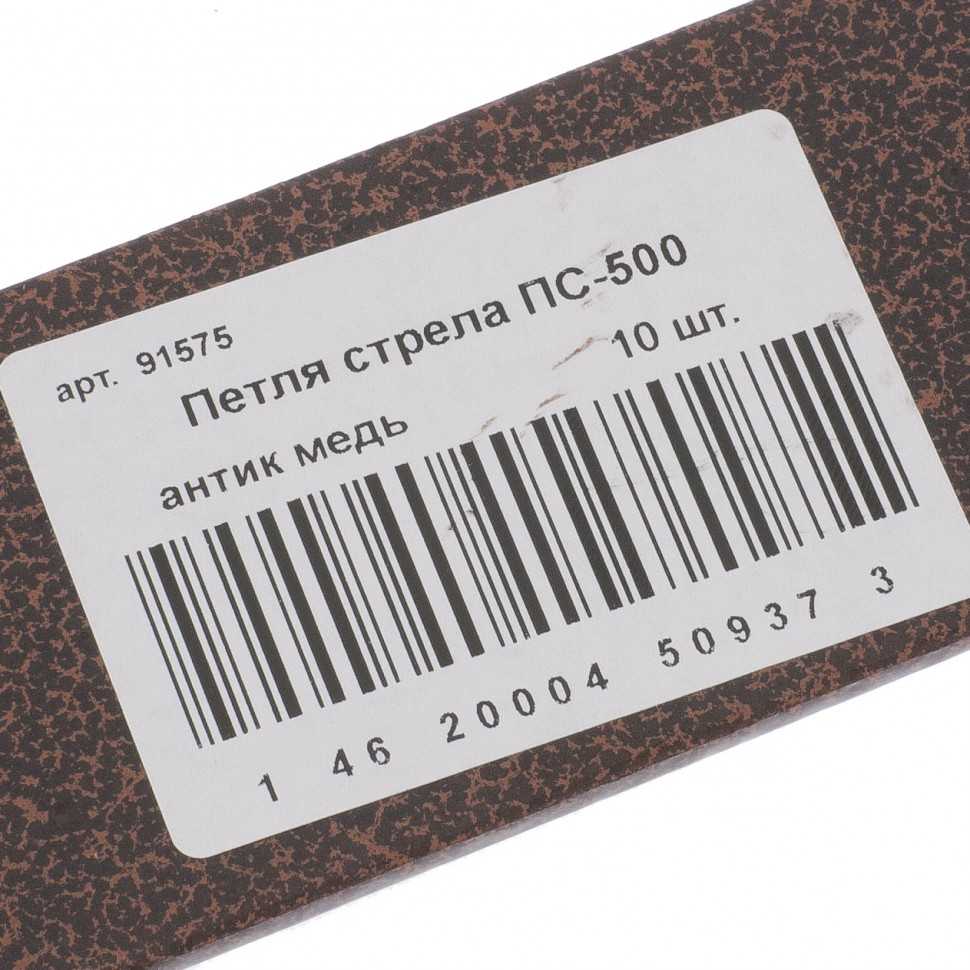 арт. 91575
Петля стрела ПС-500
антик медь 10 шт.
1 46 20004 50937 3